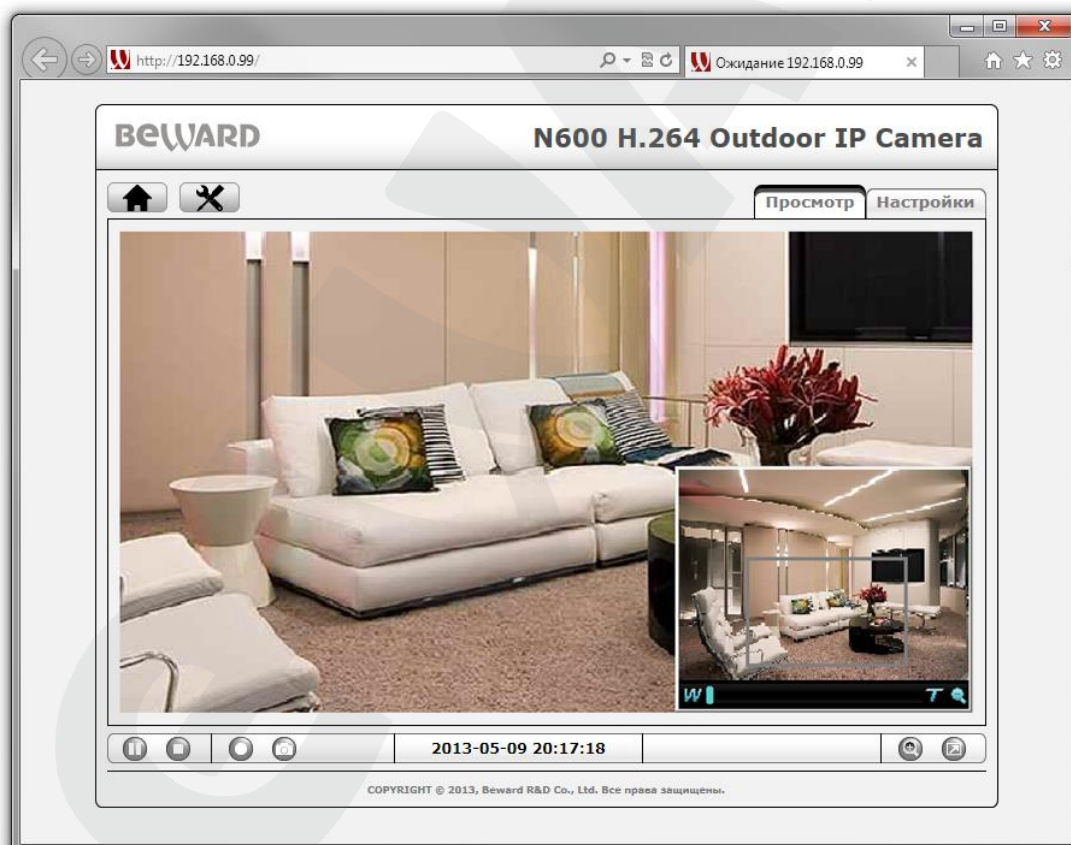 http://192.168.0.99/
Ожидание 192.168.0.99
BEWARD
N600 H.264 Outdoor IP Camera
Просмотр
Настройки
W
T
2013-05-09 20:17:18
COPYRIGHT © 2013, Beward R&D Co., Ltd. Все права защищены.